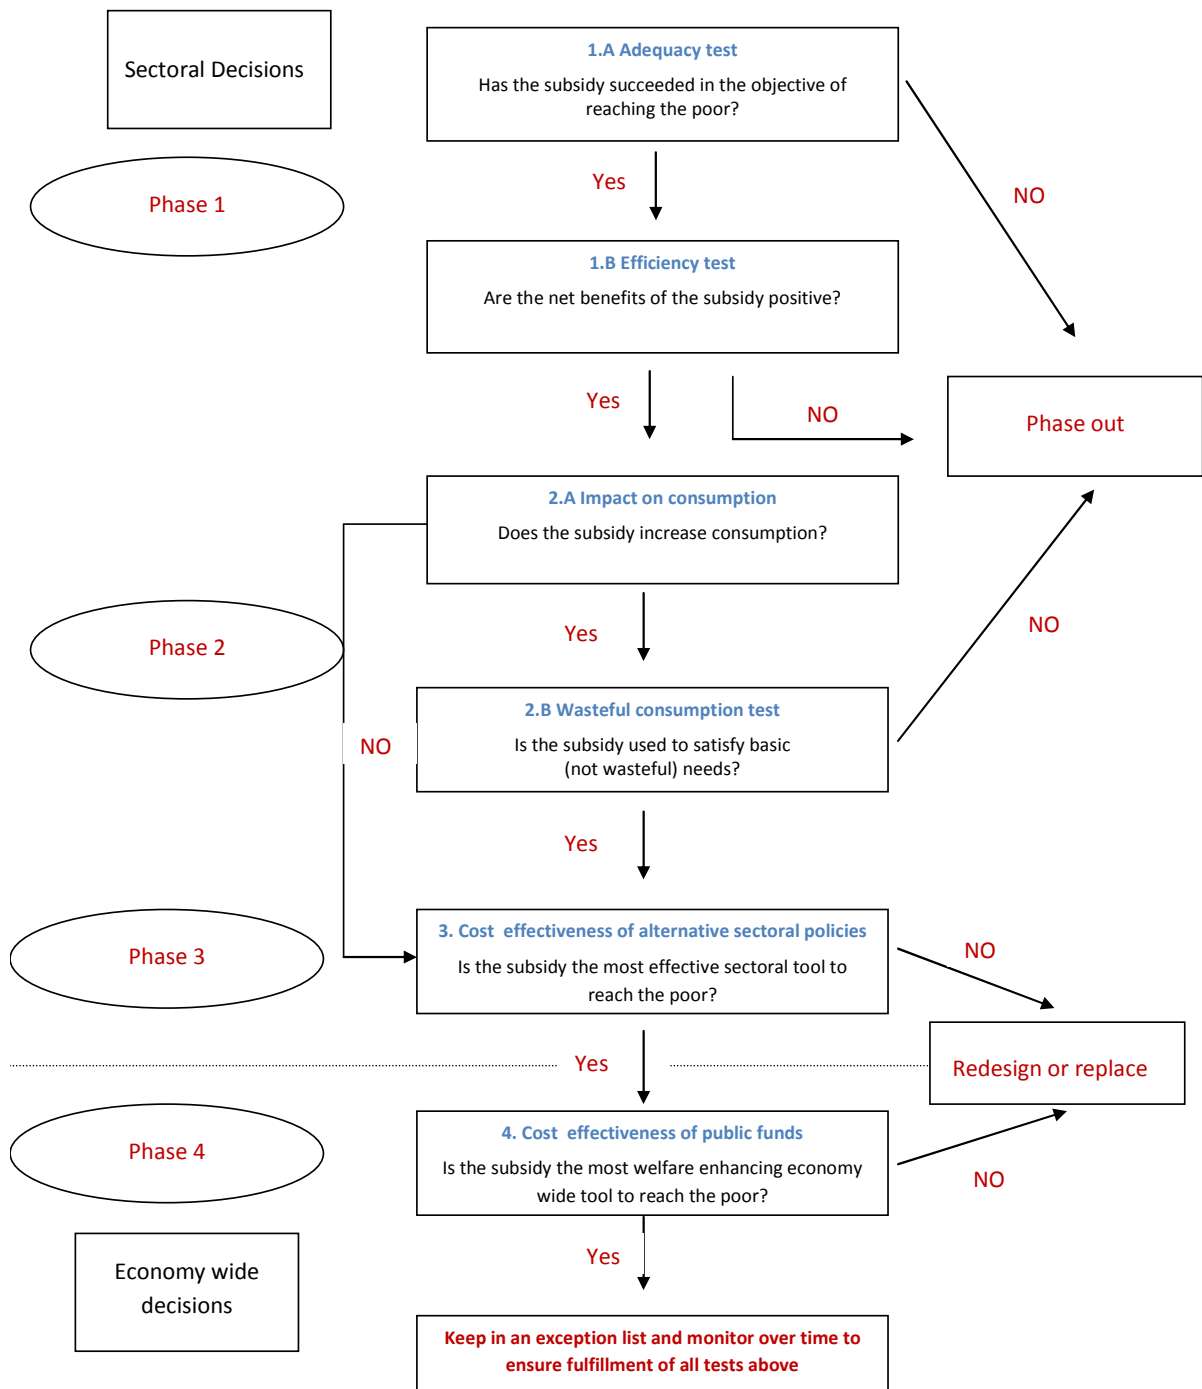 Sectoral Decisions
1.A Adequacy test
Has the subsidy succeeded in the objective of
reaching the poor?
Phase 1
Yes
NO
1.B Efficiency test
Are the net benefits of the subsidy positive?
Yes
NO
Phase out
2.A Impact on consumption
Does the subsidy increase consumption?
Phase 2
Yes
NO
2.B Wasteful consumption test
Is the subsidy used to satisfy basic
(not wasteful) needs?
NO
Yes
Phase 3
3. Cost  effectiveness of alternative sectoral policies
Is the subsidy the most effective sectoral tool to
reach the poor?
NO
Yes
Redesign or replace
Phase 4
4. Cost  effectiveness of public funds
Is the subsidy the most welfare enhancing economy
wide tool to reach the poor?
NO
Yes
Economy wide
decisions
Keep in an exception list and monitor over time to
ensure fulfillment of all tests above